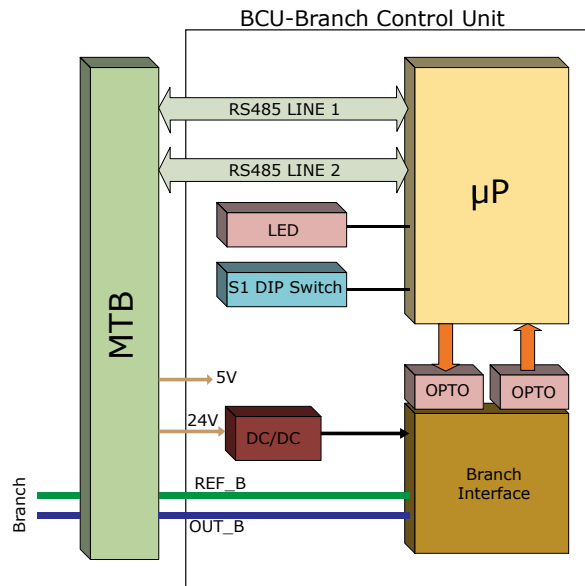 BCU-Branch Control Unit
RS485 LINE 1
RS485 LINE 2
µP
LED
S1 DIP Switch
MTB
5V
OPTO
OPTO
24V
DC/DC
Branch
Interface
REF_B
Branch
OUT_B